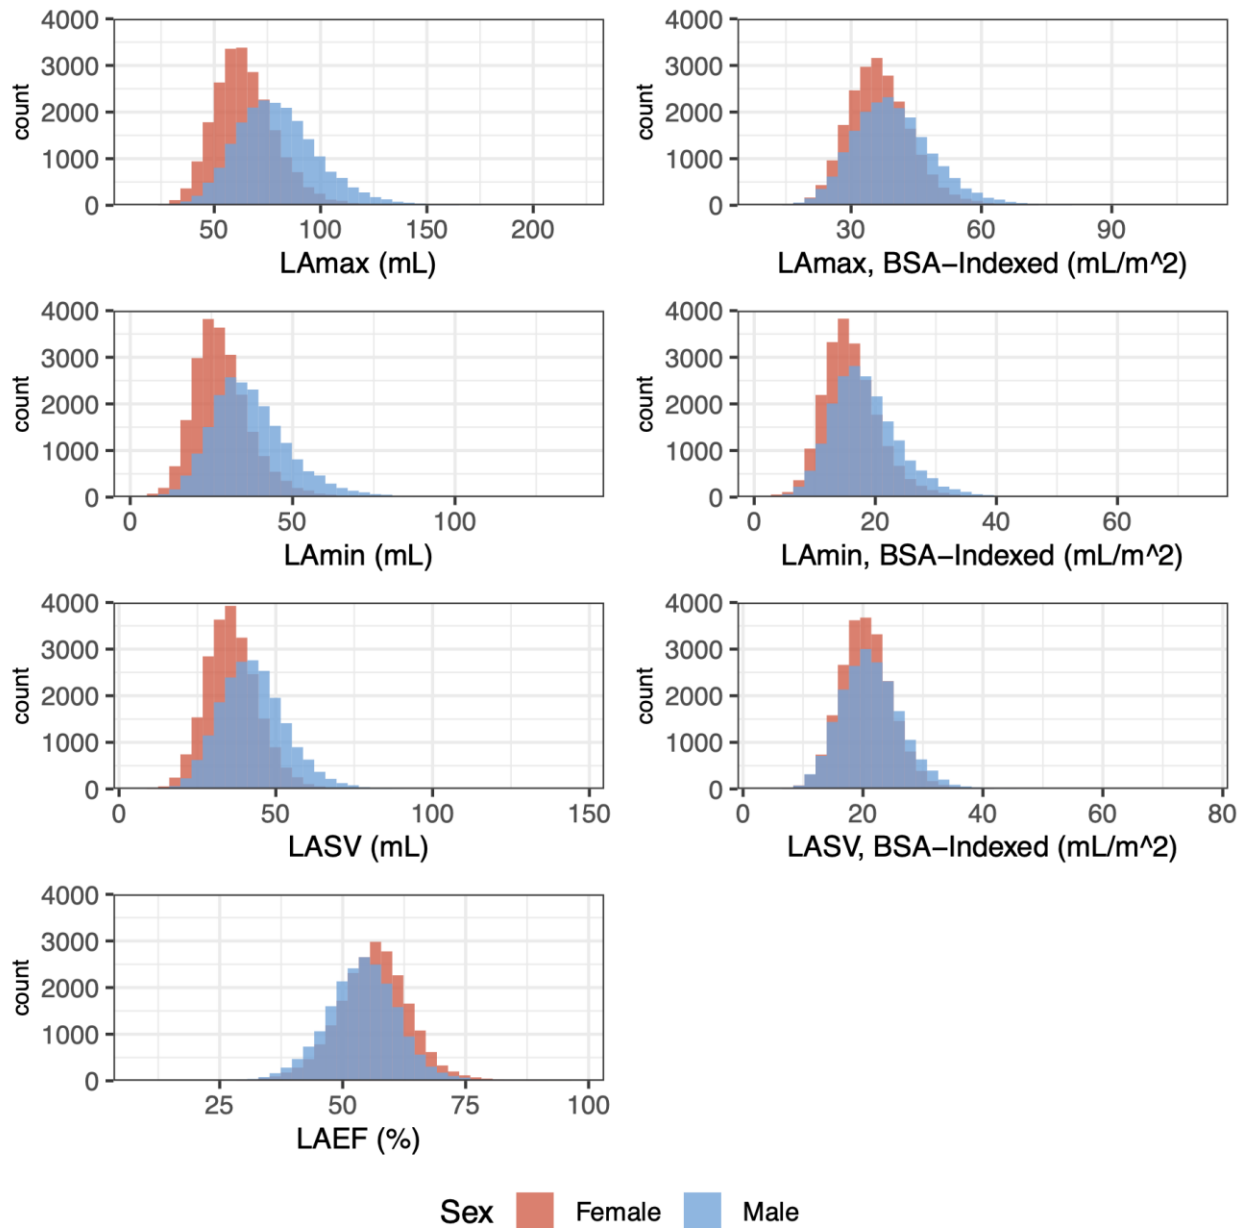 4000
3000
2000
1000
0
count
50 100 150 200
LAmax (mL)
4000
3000
2000
1000
0
count
30 60 90
LAmax, BSA−Indexed (mL/m^2)
4000
3000
2000
1000
0
count
0 50 100
LAmin (mL)
4000
3000
2000
1000
0
count
0 20 40 60
LAmin, BSA−Indexed (mL/m^2)
4000
3000
2000
1000
0
count
0 50 100 150
LASV (mL)
4000
3000
2000
1000
0
count
0 20 40 60 80
LASV, BSA−Indexed (mL/m^2)
4000
3000
2000
1000
0
count
25 50 75 100
LAEF (%)
Sex Female Male